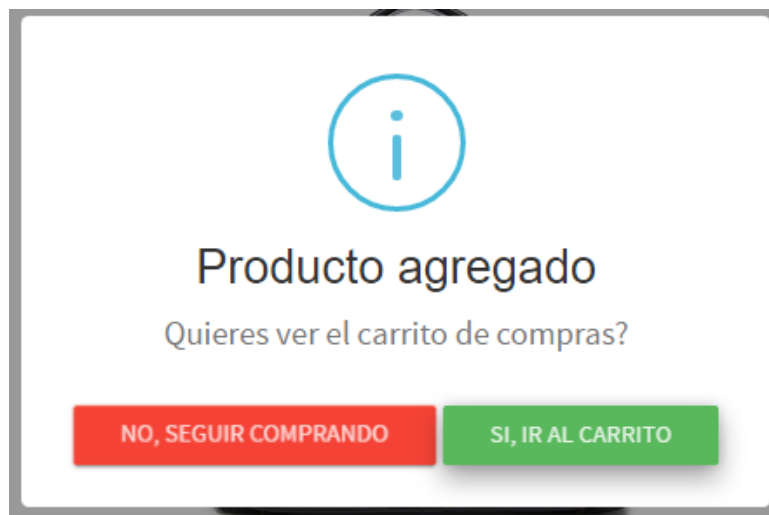 Producto agregado
Quieres ver el carrito de compras?
NO, SEGUIR COMPRANDO
SI, IR AL CARRITO